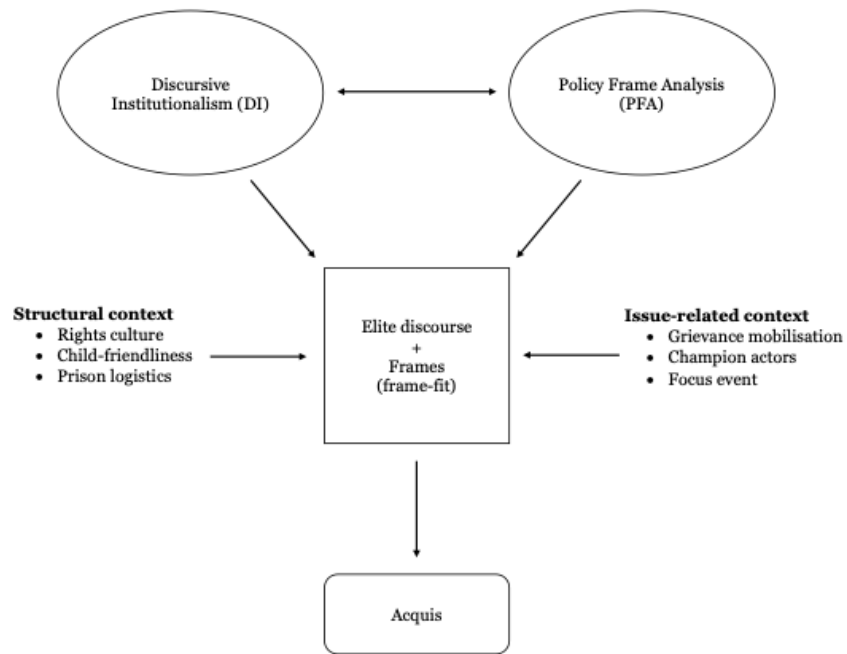 Discursive
Institutionalism (DI)
Policy Frame Analysis
(PFA)
Structural context
• Rights culture
• Child-friendliness
• Prison logistics
Elite discourse
+
Frames
(frame-fit)
Issue-related context
• Grievance mobilisation
• Champion actors
• Focus event
Acquis